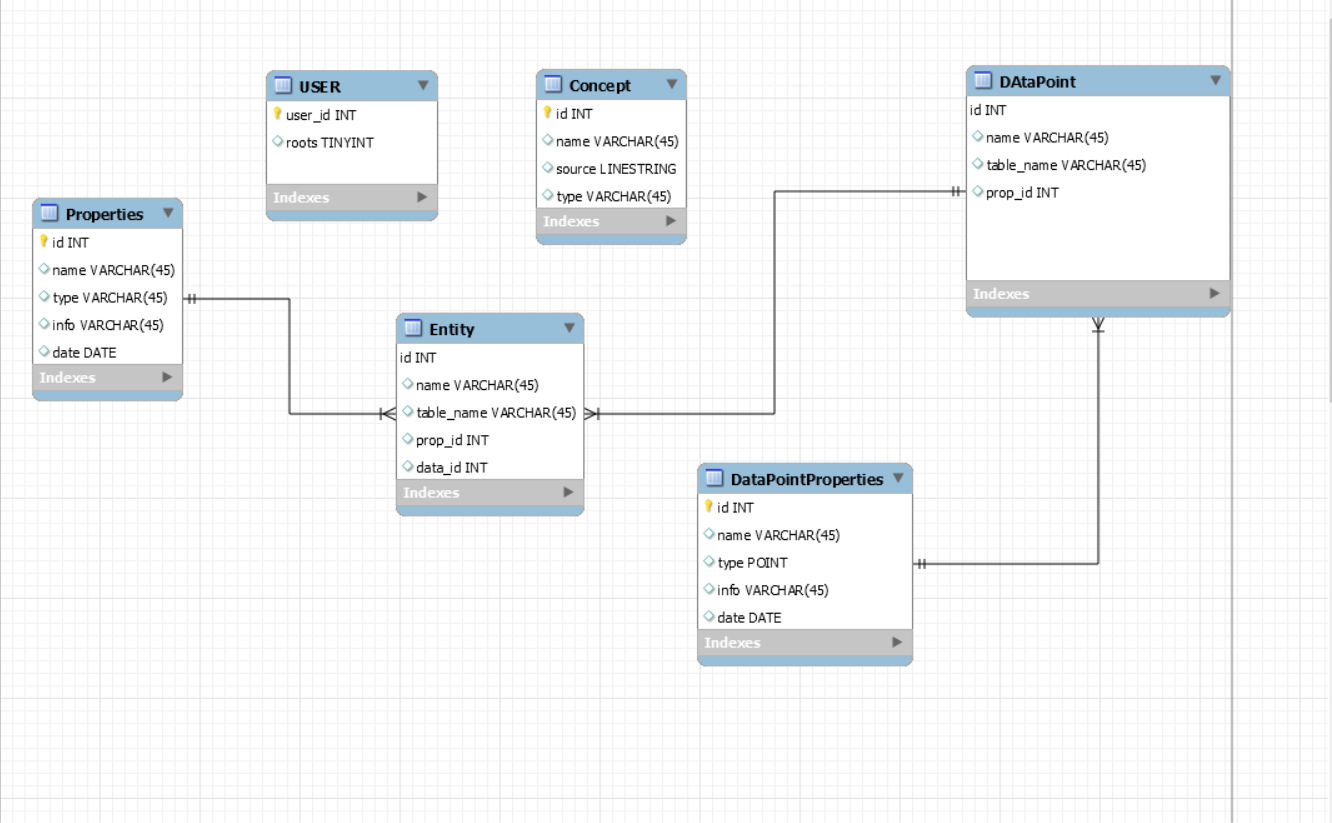 USER
user_id INT
roots TINYINT
Indexes
Concept
id INT
name VARCHAR(45)
source LINESTRING
type VARCHAR(45)
Indexes
DAtaPoint
id INT
name VARCHAR(45)
table_name VARCHAR(45)
prop_id INT
Indexes
Properties
id INT
name VARCHAR(45)
type VARCHAR(45)
info VARCHAR(45)
date DATE
Indexes
Entity
id INT
name VARCHAR(45)
table_name VARCHAR(45)
prop_id INT
data_id INT
Indexes
DataPointProperties
id INT
name VARCHAR(45)
type POINT
info VARCHAR(45)
date DATE
Indexes